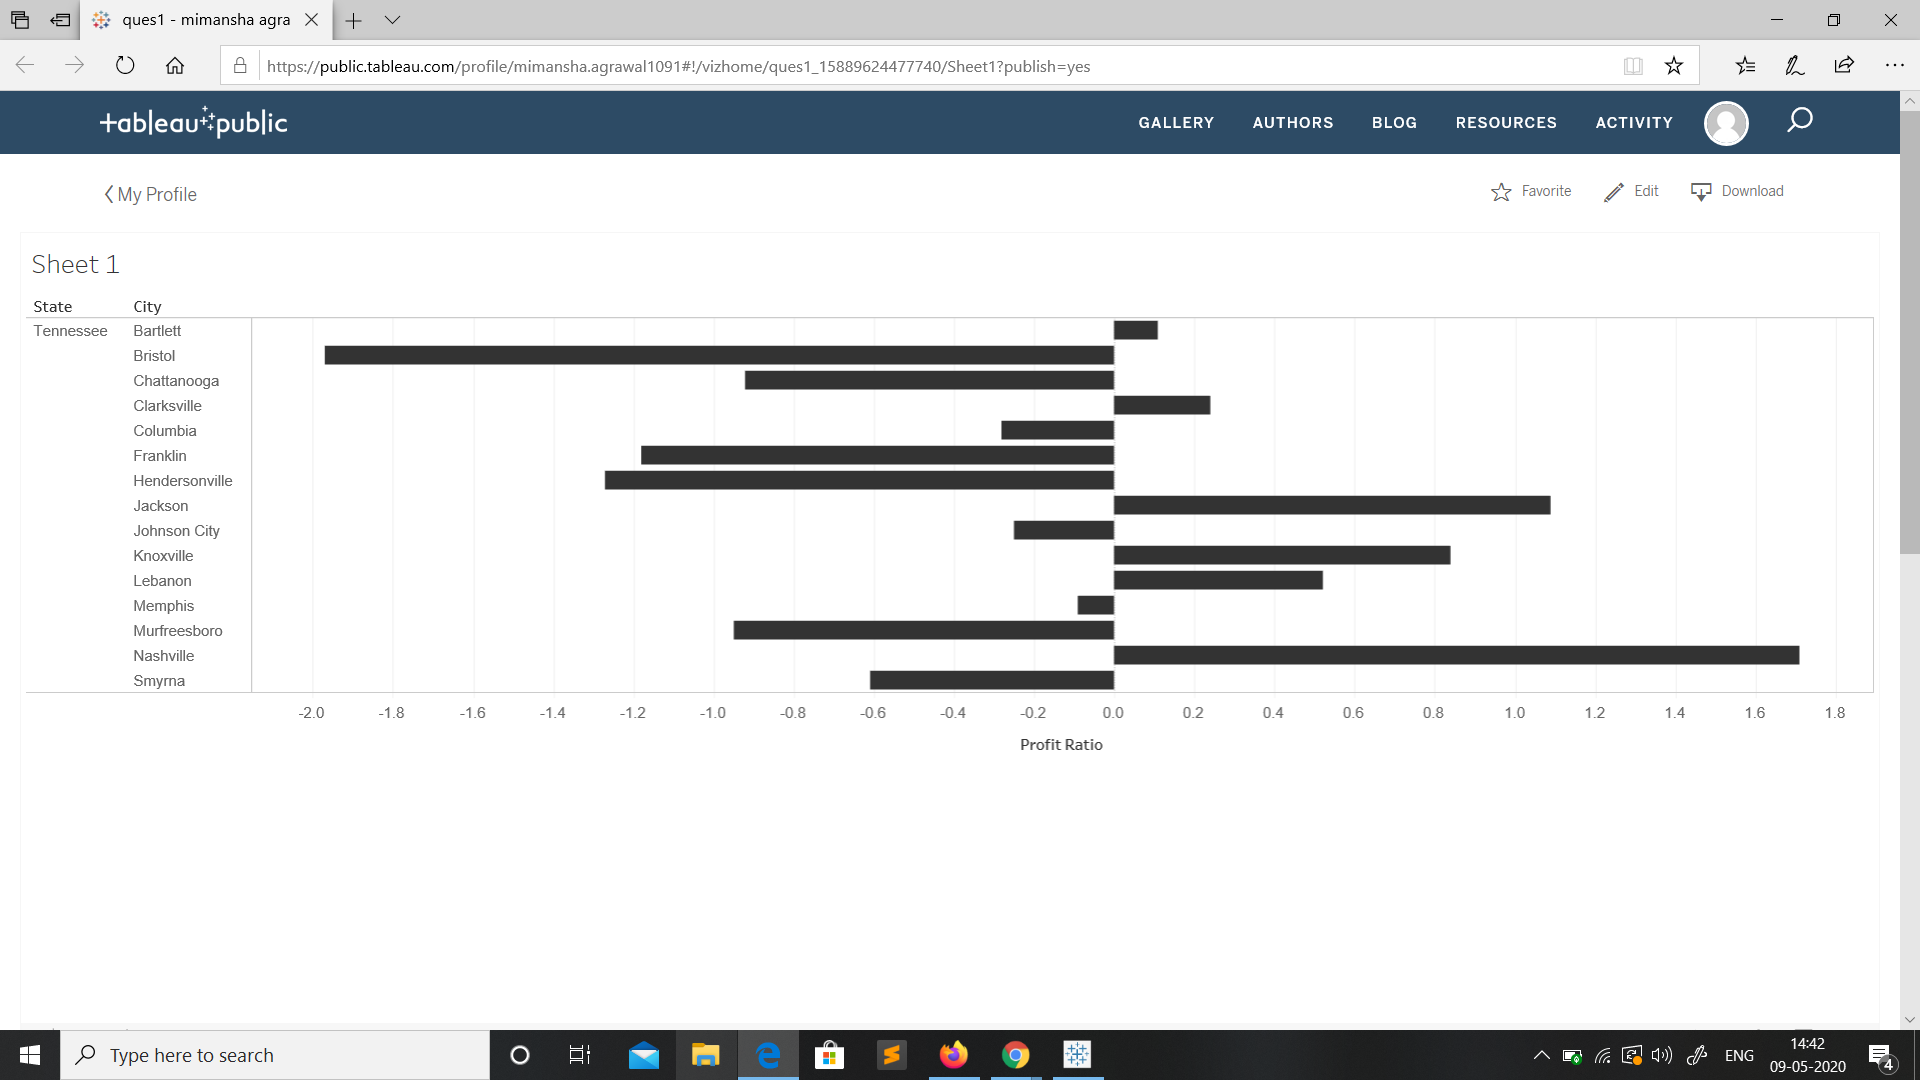 ques1 - mimansha agra
https://public.tableau.com/profile/mimansha.agrawal1091#!/vizhome/ques1_15889624477740/Sheet1?publish=yes
+ableau public
GALLERY AUTHORS BLOG RESOURCES ACTIVITY
My Profile
Favorite Edit Download
Sheet 1
State City
Tennessee Bartlett
Bristol
Chattanooga
Clarksville
Columbia
Franklin
Hendersonville
Jackson
Johnson City
Knoxville
Lebanon
Memphis
Murfreesboro
Nashville
Smyrna
-2.0 -1.8 -1.6 -1.4 -1.2 -1.0 -0.8 -0.6 -0.4 -0.2 0.0 0.2 0.4 0.6 0.8 1.0 1.2 1.4 1.6 1.8
Profit Ratio
Type here to search
ENG
14:42
09-05-2020
4